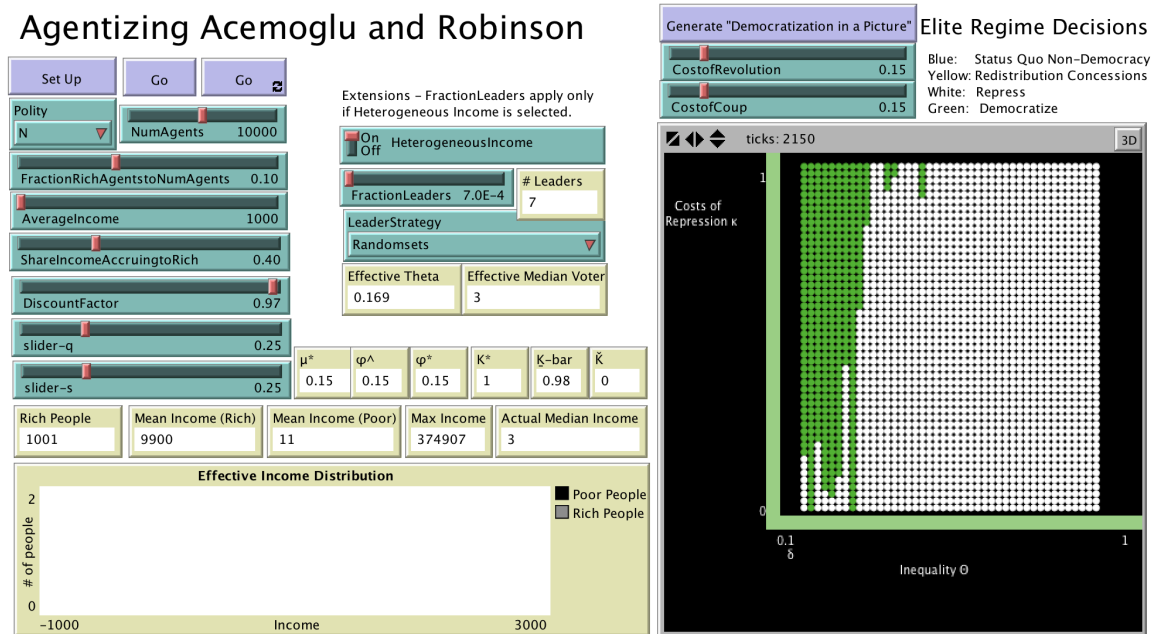 Agentizing Acemoglu and Robinson
Generate "Democratization in a Picture"
Elite Regime Decisions
Set Up
Go
Go
CostofRevolution 0.15
CostofCoup 0.15
Blue: Status Quo Non-Democracy
Yellow: Redistribution Concessions
White: Repress
Green: Democratize
Polity
N
NumAgents 10000
Extensions - FractionLeaders apply only
if Heterogeneous Income is selected.
On
Off
HeterogeneousIncome
FractionRichAgentstoNumAgents 0.10
FractionLeaders 7.0E-4
# Leaders
7
AverageIncome 1000
LeaderStrategy
Randomsets
ShareIncomeAccruingtoRich 0.40
Effective Theta
0.169
Effective Median Voter
3
DiscountFactor 0.97
slider-q 0.25
slider-s 0.25
μ*
0.15
φ^
0.15
φ*
0.15
K*
1
Ḵ-bar
0.98
Ǩ
0
Rich People
1001
Mean Income (Rich)
9900
Mean Income (Poor)
11
Max Income
374907
Actual Median Income
3
Effective Income Distribution
# of people
2
0
-1000
Income
3000
Poor People
Rich People
ticks: 2150
3D
1
Costs of
Repression κ
0
0.1
δ
1
Inequality Θ